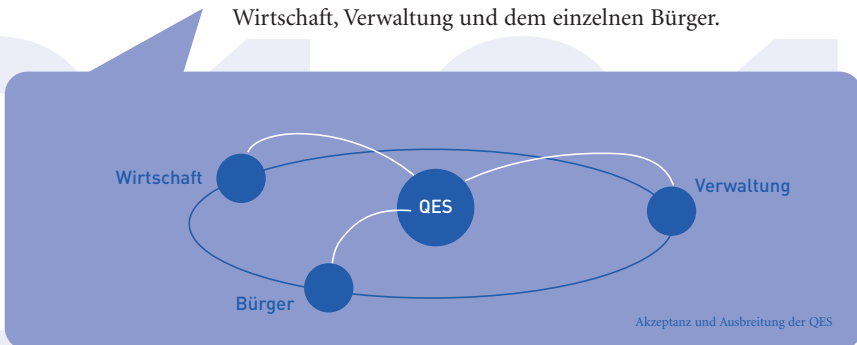 Wirtschaft, Verwaltung und dem einzelnen Bürger.
Wirtschaft
Verwaltung
QES
Bürger
Akzeptanz und Ausbreitung der QES